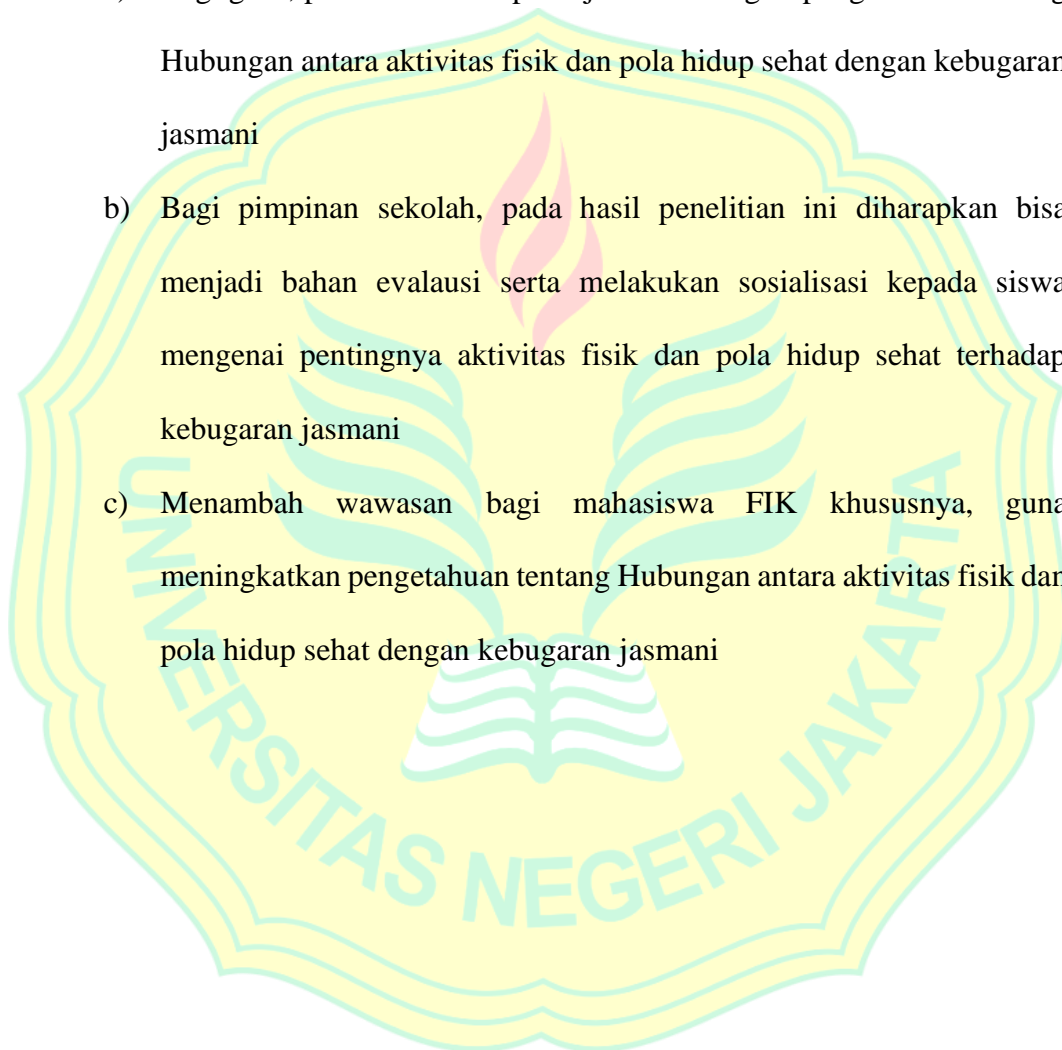 Hubungan antara aktivitas fisik dan pola hidup sehat dengan kebugaran
jasmani
b) Bagi pimpinan sekolah, pada hasil penelitian ini diharapkan bisa
menjadi bahan evalausi serta melakukan sosialisasi kepada siswa
mengenai pentingnya aktivitas fisik dan pola hidup sehat terhadap
kebugaran jasmani
c) Menambah wawasan bagi mahasiswa FIK khususnya, guna
meningkatkan pengetahuan tentang Hubungan antara aktivitas fisik dan
pola hidup sehat dengan kebugaran jasmani
UNIVERSITAS NEGERI JAKARTA